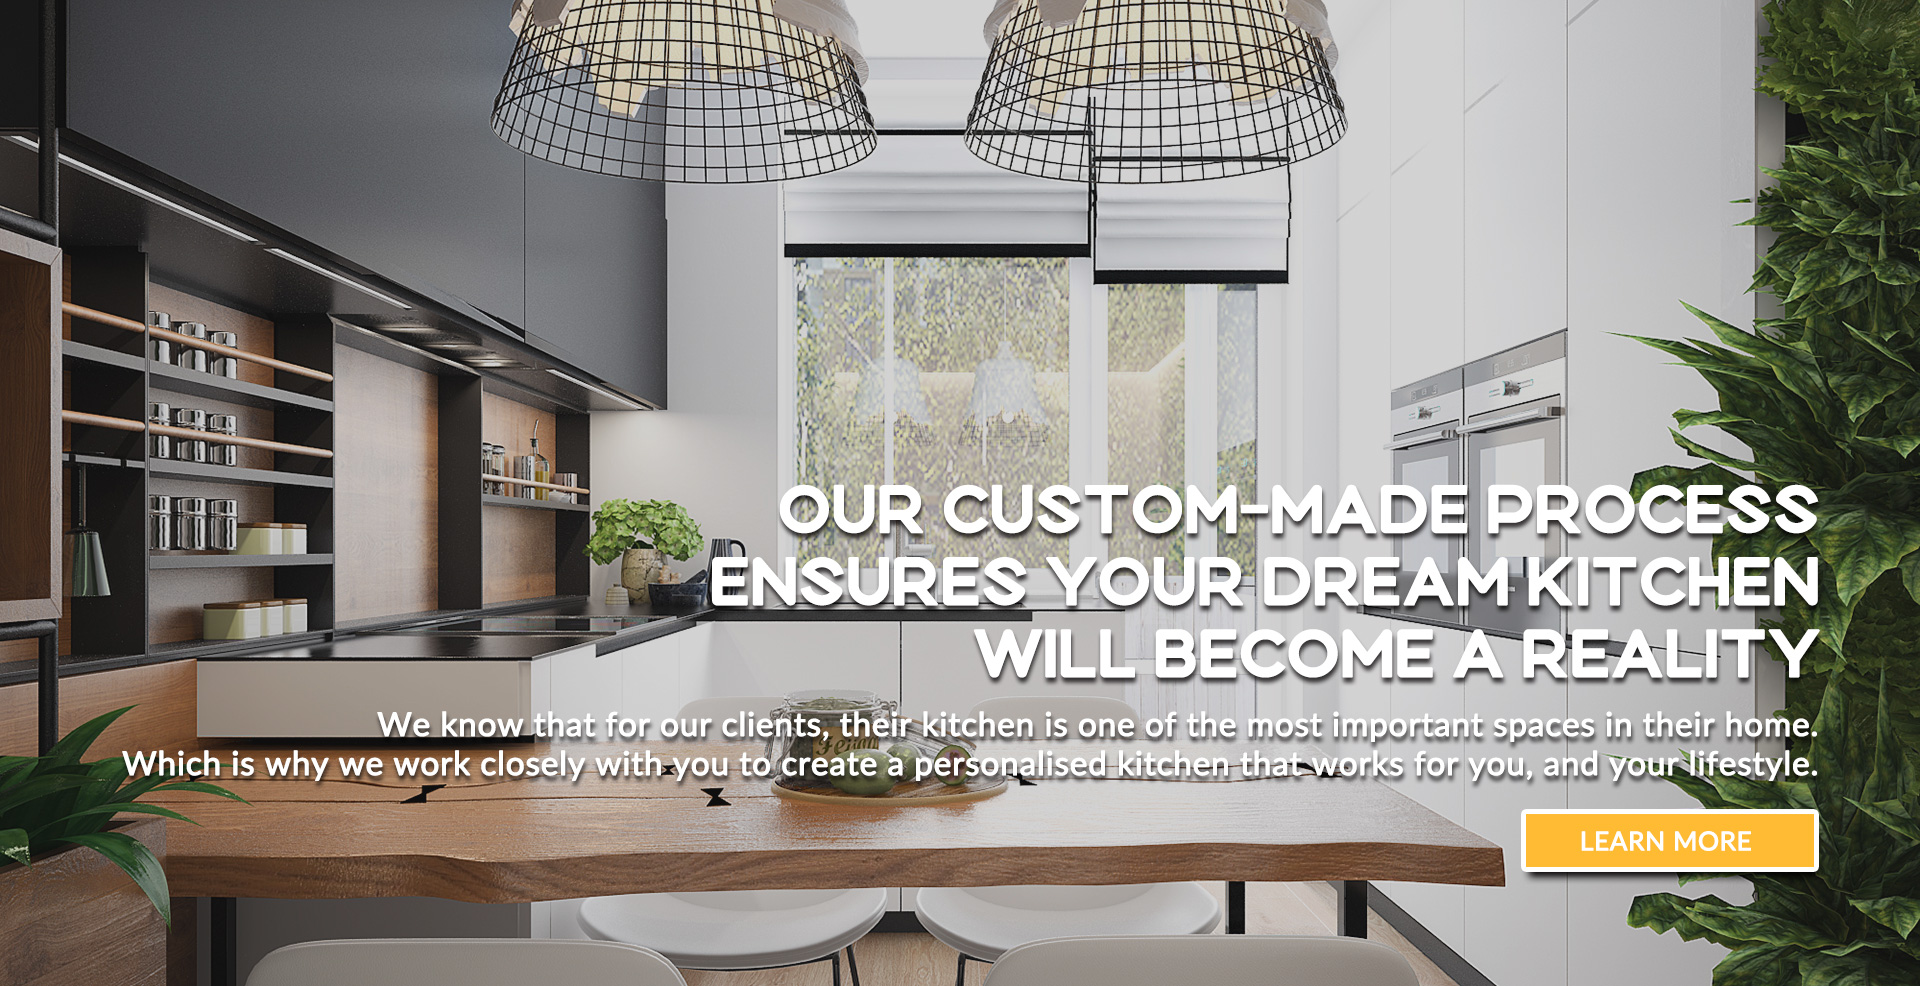 OUR CUSTOM-MADE PROCESS
ENSURES YOUR DREAM KITCHEN
WILL BECOME A REALITY
We know that for our clients, their kitchen is one of the most important spaces in their home.
Which is why we work closely with you to create a personalised kitchen that works for you, and your lifestyle.
LEARN MORE